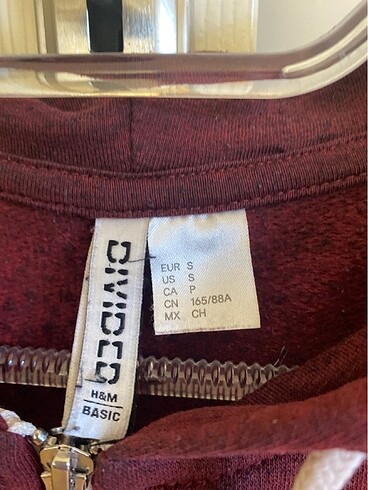 DIVIDED
H&M
BASIC
EUR S
US S
CA P
CN 165/88A
MX CH